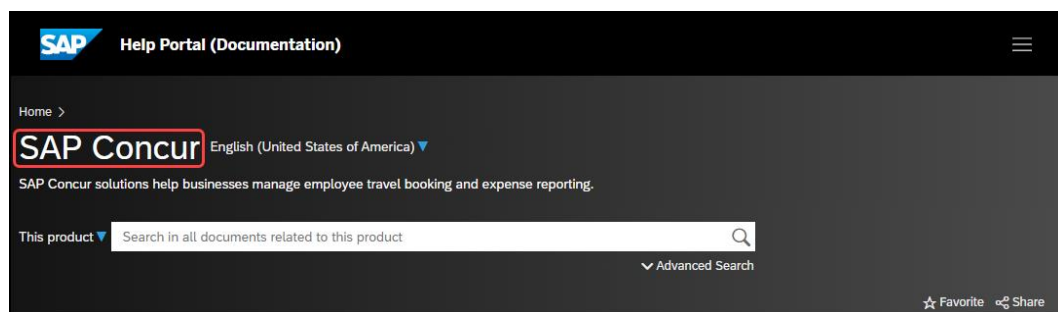 SAP Help Portal (Documentation)
Home >
SAP Concur English (United States of America) ▼
SAP Concur solutions help businesses manage employee travel booking and expense reporting.
This product ▼ Search in all documents related to this product
Advanced Search
Favorite Share